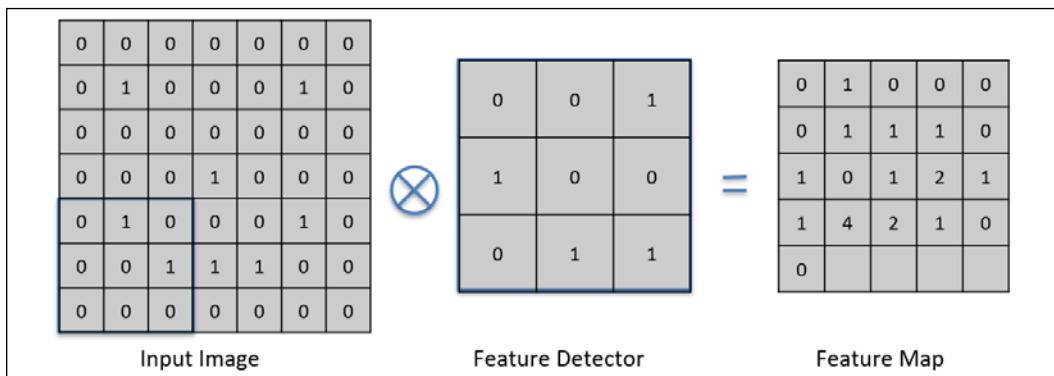 0 0 0 0 0 0 0
0 1 0 0 0 1 0
0 0 0 0 0 0 0
0 0 0 1 0 0 0
0 1 0 0 0 1 0
0 0 1 1 1 0 0
0 0 0 0 0 0 0
Input Image
0 0 1
1 0 0
0 1 1
Feature Detector
=
0 1 0 0 0
0 1 1 1 0
1 0 1 2 1
1 4 2 1 0
0
Feature Map